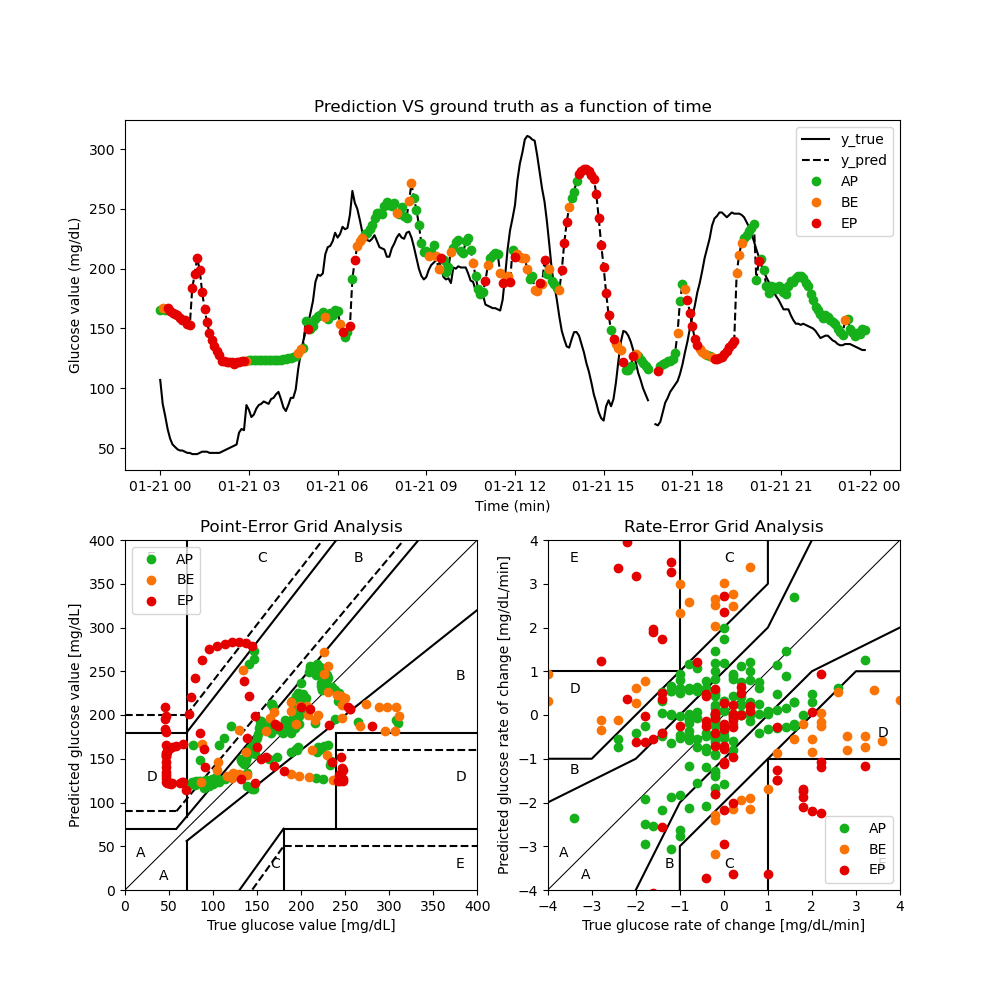 Prediction VS ground truth as a function of time
Glucose value (mg/dL)
300
250
200
150
100
50
y_true
y_pred
AP
BE
EP
01-21 00 01-21 03 01-21 06 01-21 09 01-21 12 01-21 15 01-21 18 01-21 21 01-22 00
Time (min)
Point-Error Grid Analysis
Predicted glucose value [mg/dL]
400
350
300
250
200
150
100
50
0
AP
BE
EP
C
B
B
D
D
A
A
C
E
0 50 100 150 200 250 300 350 400
True glucose value [mg/dL]
Rate-Error Grid Analysis
Predicted glucose rate of change [mg/dL/min]
4
3
2
1
0
−1
−2
−3
−4
E
C
D
D
B
A
A
B
C
AP
BE
EP
−4 −3 −2 −1 0 1 2 3 4
True glucose rate of change [mg/dL/min]